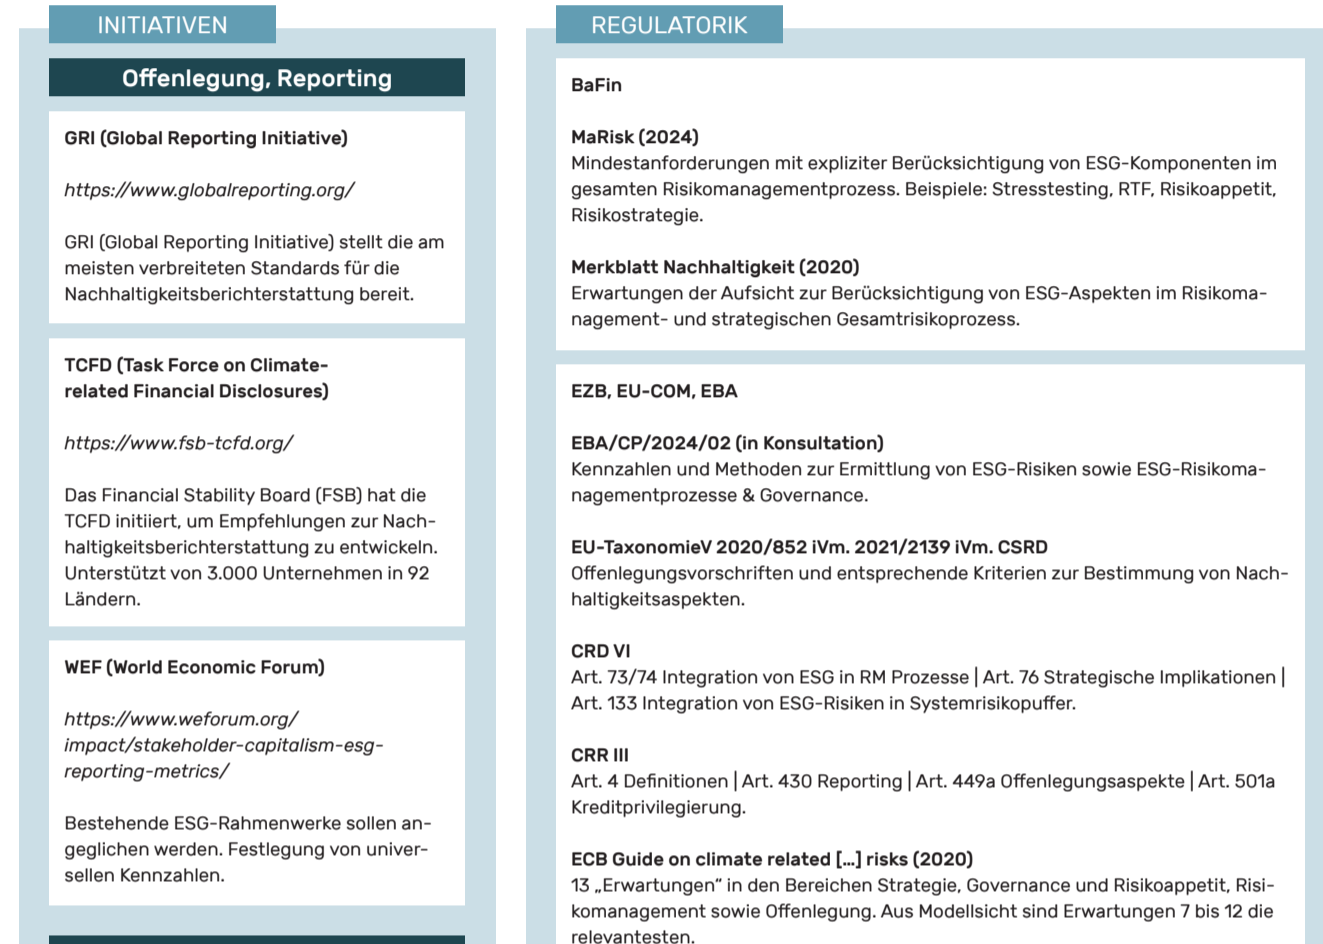 INITIATIVEN
Offenlegung, Reporting
GRI (Global Reporting Initiative)
https://www.globalreporting.org/
GRI (Global Reporting Initiative) stellt die am
meisten verbreiteten Standards für die
Nachhaltigkeitsberichterstattung bereit.
TCFD (Task Force on Climate-
related Financial Disclosures)
https://www.fsb-tcfd.org/
Das Financial Stability Board (FSB) hat die
TCFD initiiert, um Empfehlungen zur Nach-
haltigkeitsberichterstattung zu entwickeln.
Unterstützt von 3.000 Unternehmen in 92
Ländern.
WEF (World Economic Forum)
https://www.weforum.org/
impact/stakeholder-capitalism-esg-
reporting-metrics/
Bestehende ESG-Rahmenwerke sollen an-
geglichen werden. Festlegung von univer-
sellen Kennzahlen.
REGULATORIK
BaFin
MaRisk (2024)
Mindestanforderungen mit expliziter Berücksichtigung von ESG-Komponenten im
gesamten Risikomanagementprozess. Beispiele: Stresstesting, RTF, Risikoappetit,
Risikostrategie.
Merkblatt Nachhaltigkeit (2020)
Erwartungen der Aufsicht zur Berücksichtigung von ESG-Aspekten im Risikoma-
nagement- und strategischen Gesamtrisikoprozess.
EZB, EU-COM, EBA
EBA/CP/2024/02 (in Konsultation)
Kennzahlen und Methoden zur Ermittlung von ESG-Risiken sowie ESG-Risikoma-
nagementprozesse & Governance.
EU-TaxonomieV 2020/852 iVm. 2021/2139 iVm. CSRD
Offenlegungsvorschriften und entsprechende Kriterien zur Bestimmung von Nach-
haltigkeitsaspekten.
CRD VI
Art. 73/74 Integration von ESG in RM Prozesse | Art. 76 Strategische Implikationen |
Art. 133 Integration von ESG-Risiken in Systemrisikopuffer.
CRR III
Art. 4 Definitionen | Art. 430 Reporting | Art. 449a Offenlegungsaspekte | Art. 501a
Kreditprivilegierung.
ECB Guide on climate related [...] risks (2020)
13 „Erwartungen“ in den Bereichen Strategie, Governance und Risikoappetit, Risi-
komanagement sowie Offenlegung. Aus Modellsicht sind Erwartungen 7 bis 12 die
relevantesten.